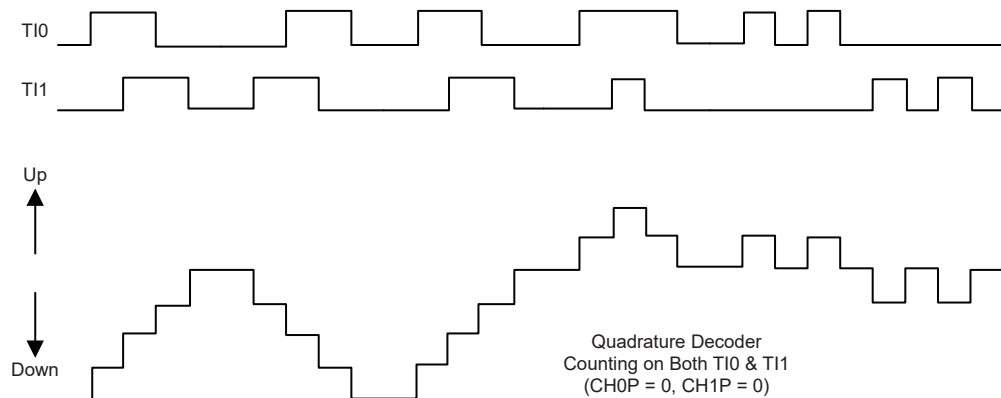 TI0
TI1
Up
Down
Quadrature Decoder
Counting on Both TI0 & TI1
(CH0P = 0, CH1P = 0)